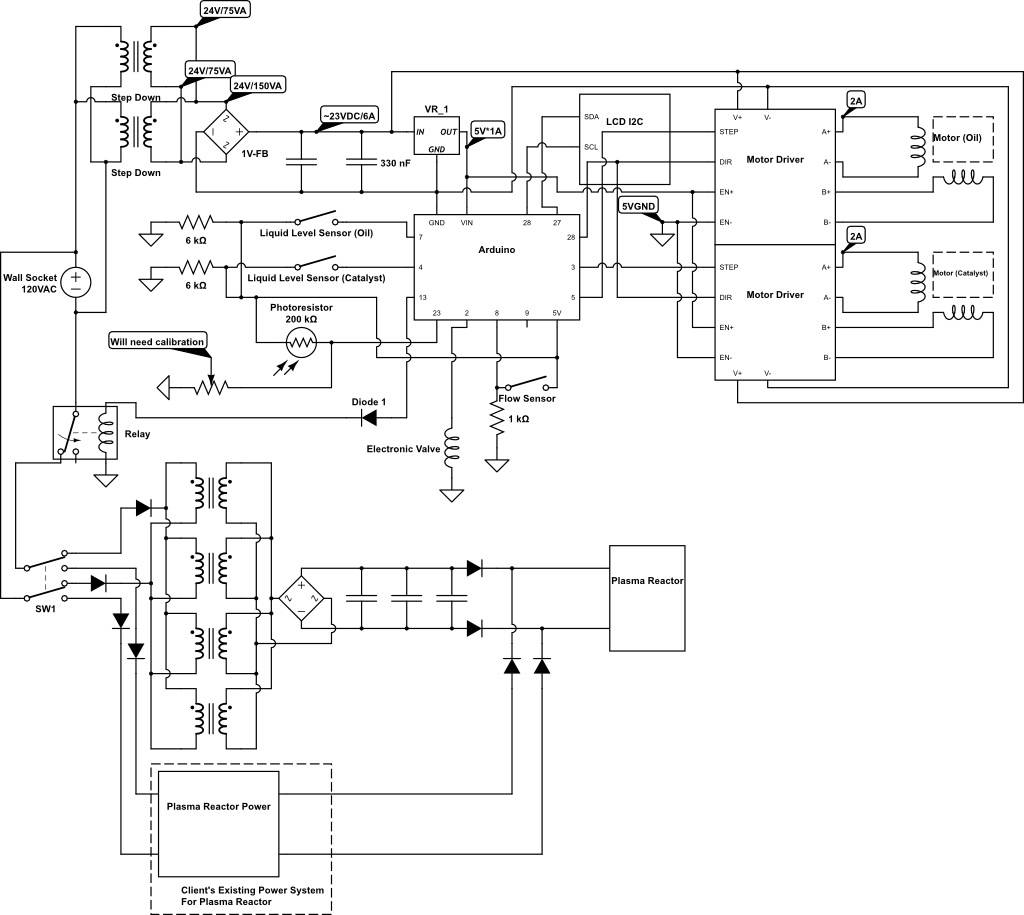 24V/75VA
24V/75VA
24V/150VA
Step Down
Step Down
1V-FB
~23VDC/6A
330 nF
VR_1
IN OUT
GND
5V*1A
SDA
SCL
LCD I2C
V+ V-
STEP
DIR
EN+
EN-
Motor Driver
A+
A-
B+
B-
2A
Motor (Oil)
5VGND
STEP
DIR
EN+
EN-
V+ V-
Motor Driver
A+
A-
B+
B-
2A
Motor (Catalyst)
GND VIN 28 27
7
4
13
28
3
5
Arduino
23 2 8 9 5V
6 kΩ
Liquid Level Sensor (Oil)
6 kΩ
Liquid Level Sensor (Catalyst)
Wall Socket
120VAC
Photoresistor
200 kΩ
Will need calibration
Diode 1
Relay
Flow Sensor
1 kΩ
Electronic Valve
SW1
Plasma Reactor
Plasma Reactor Power
Client's Existing Power System
For Plasma Reactor